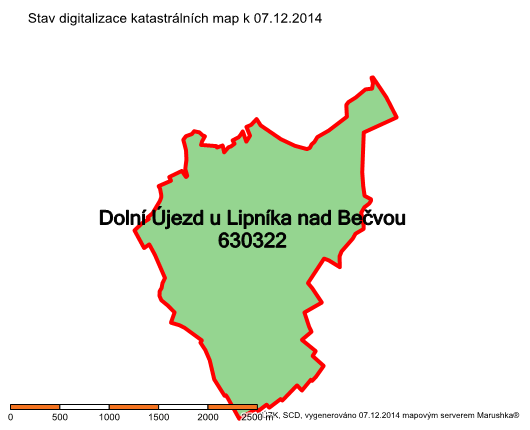 Stav digitalizace katastrálních map k 07.12.2014
Dolní Újezd u Lipníka nad Bečvou
630322
0 500 1000 1500 2000 2500 m
SCD, vygenerováno 07.12.2014 mapovým serverem Marushka®